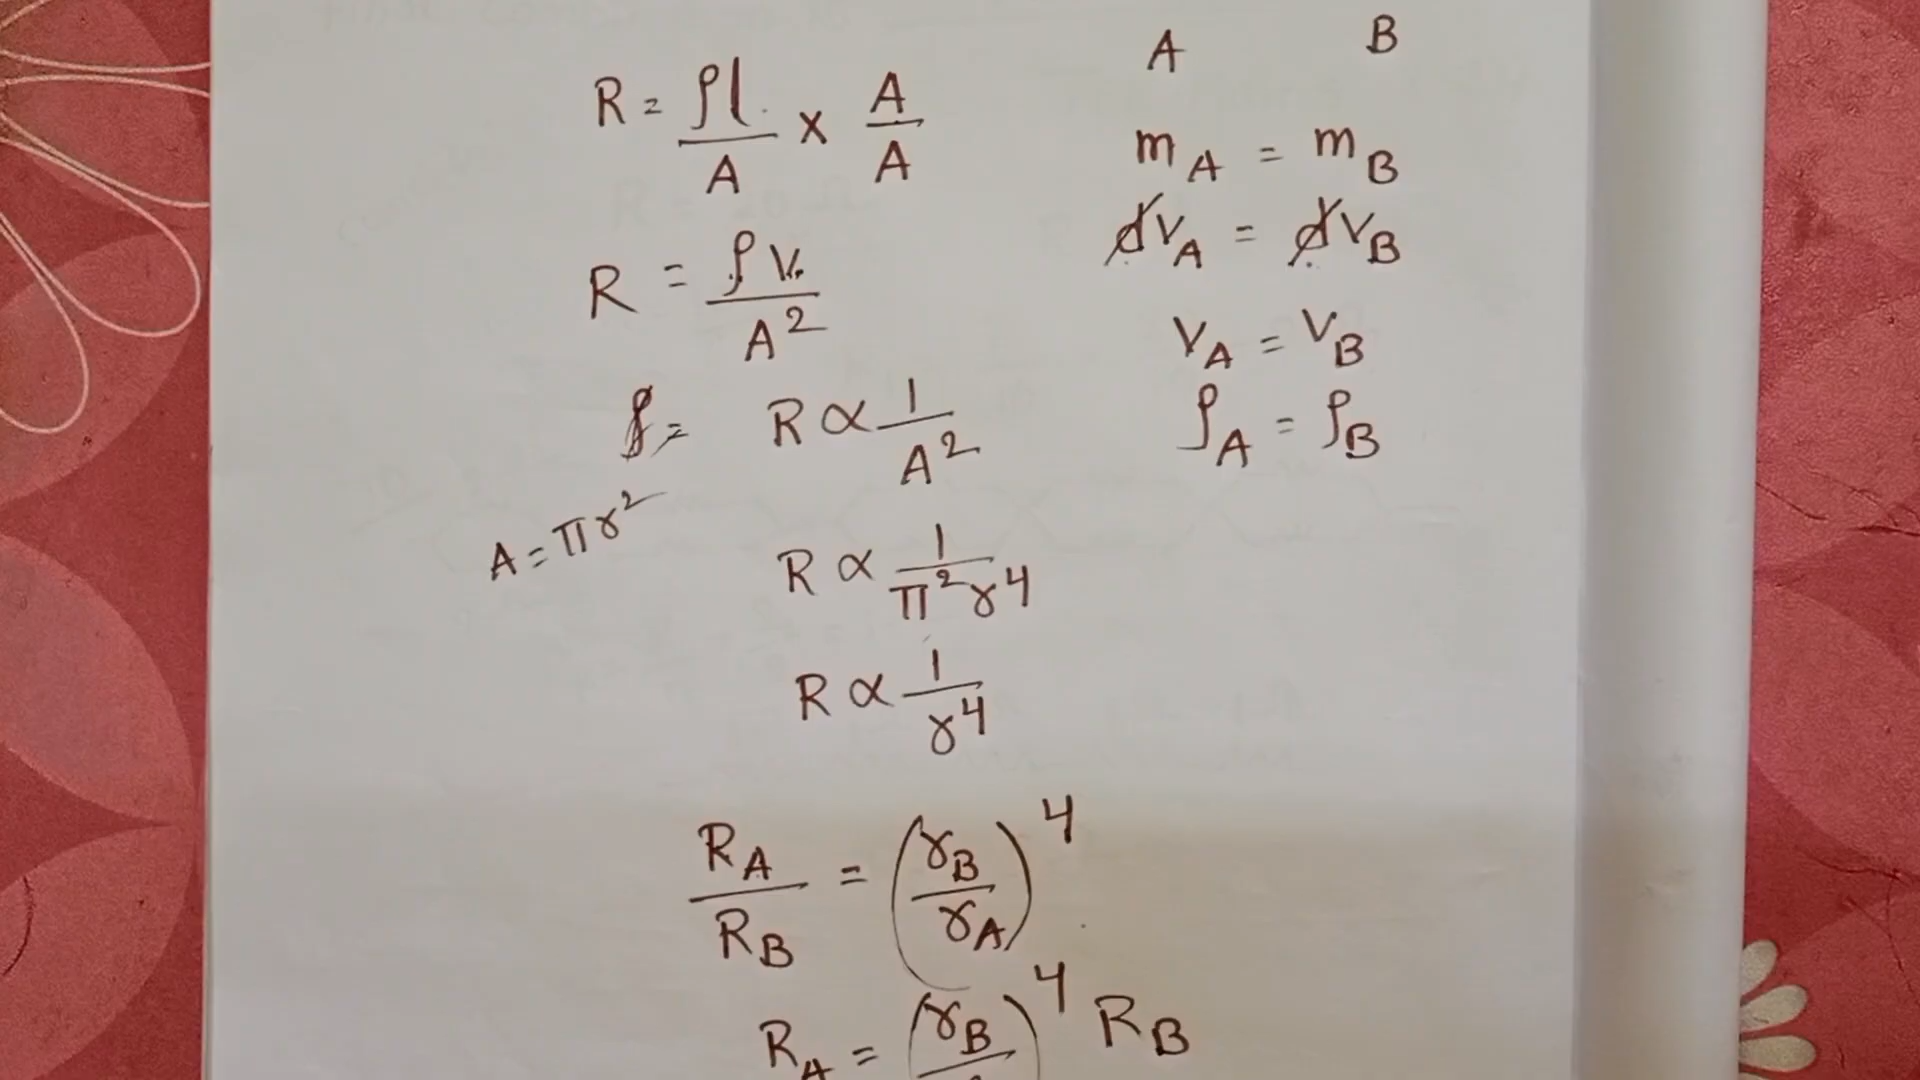 R = ρl/A × A/A
R = ρV/A²
R ∝ 1/A²
A = πr²
R ∝ 1/π²r⁴
R ∝ 1/r⁴
R_A/R_B = (r_B/r_A)⁴
R_A = (r_B/
)⁴ R_B
A B
m_A = m_B
dV_A = dV_B
V_A = V_B
ρ_A = ρ_B